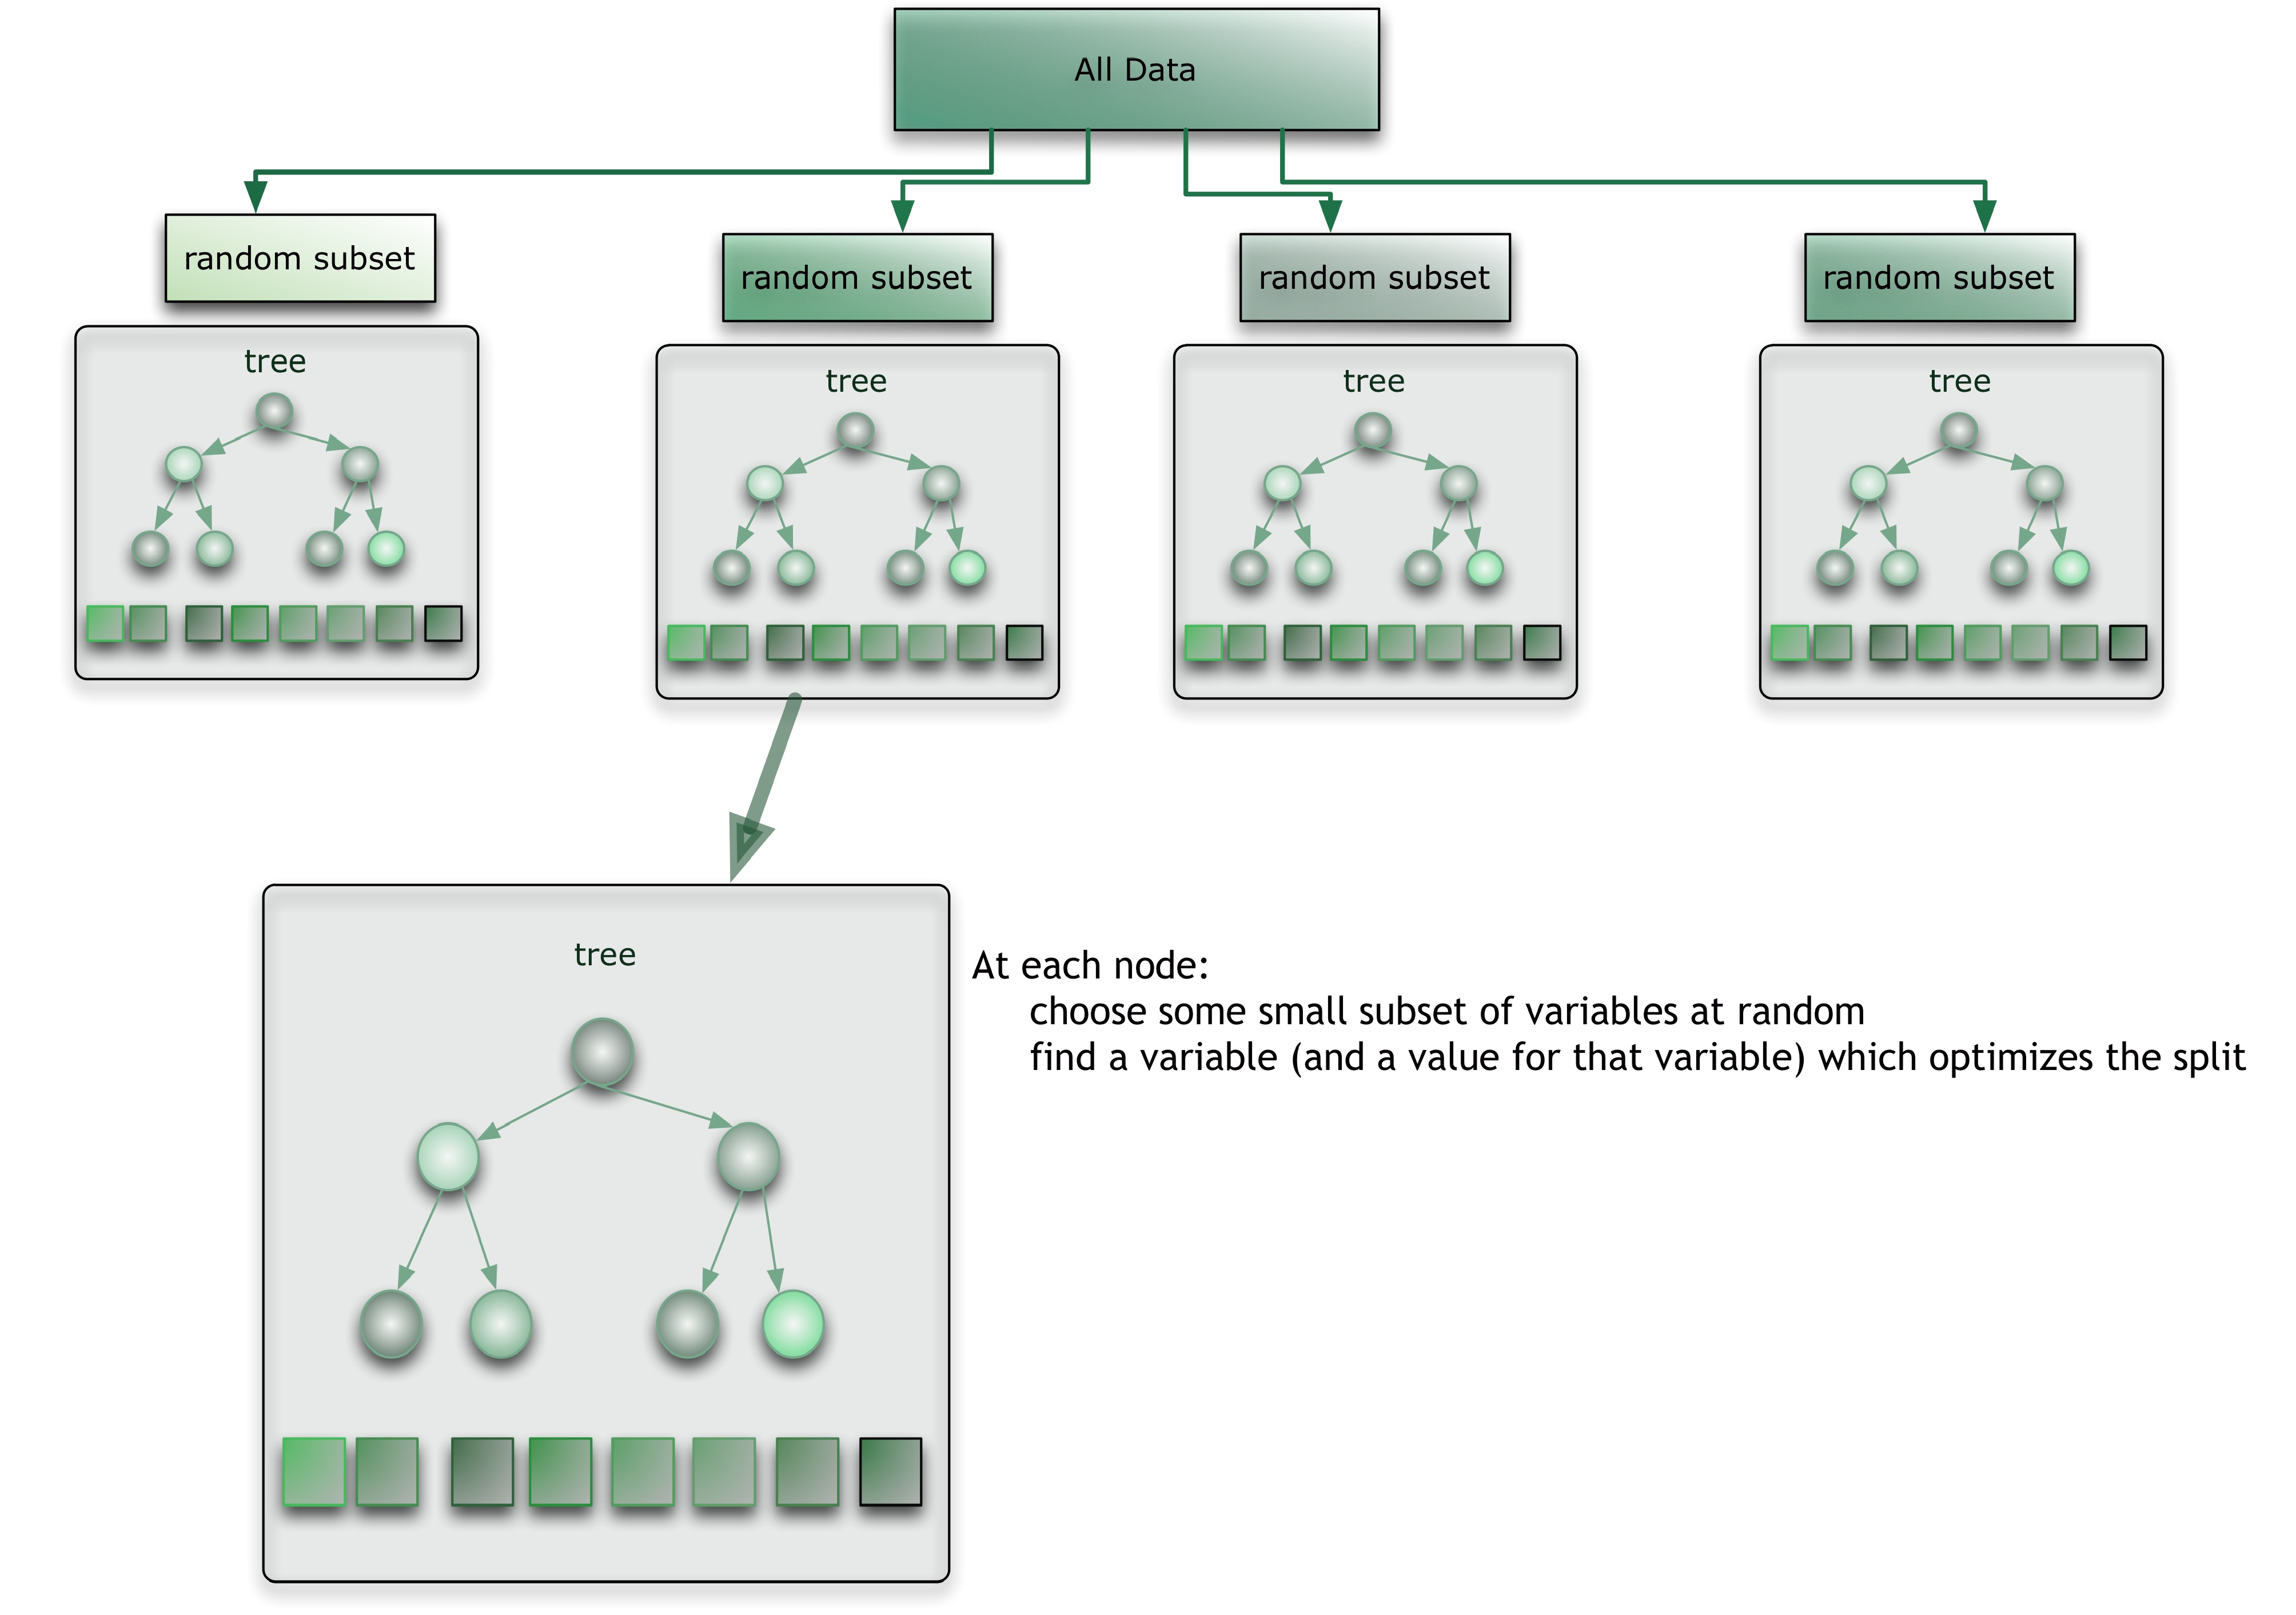 All Data
random subset
random subset
random subset
random subset
tree
tree
tree
tree
tree
At each node:
choose some small subset of variables at random
find a variable (and a value for that variable) which optimizes the split